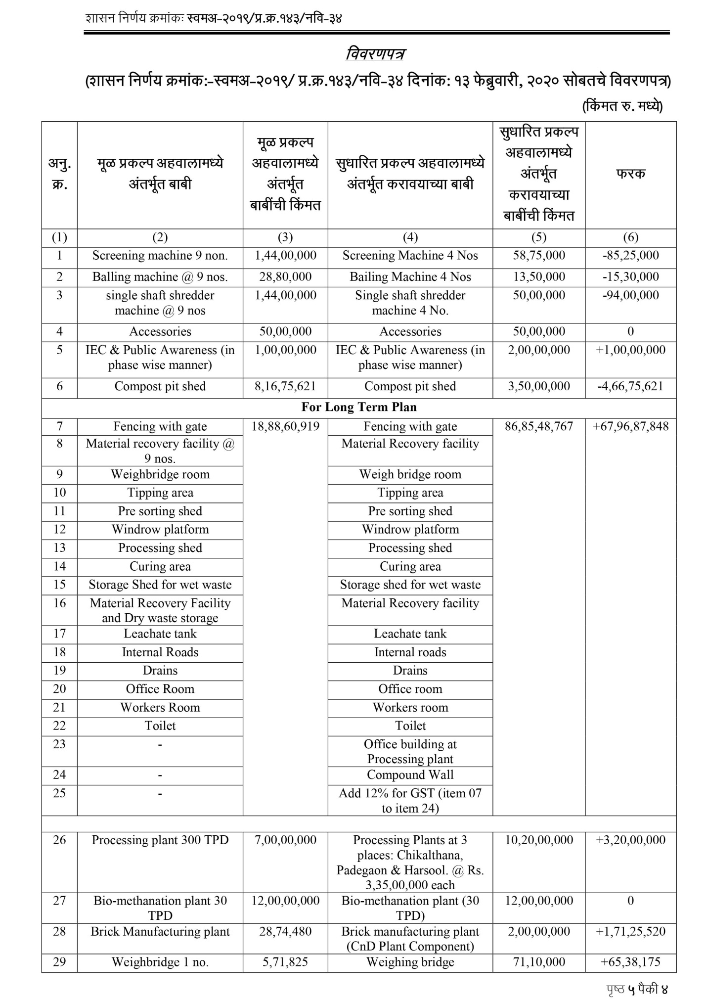 शासन निर्णय क्रमांकः स्वमअ-२०१९/प्र.क्र.१४३/नवि-३४
विवरणपत्र
(शासन निर्णय क्रमांक:-स्वमअ-२०१९/ प्र.क्र.१४३/नवि-३४ दिनांक: १३ फेब्रुवारी, २०२० सोबतचे विवरणपत्र)
(किंमत रु. मध्ये)
अनु.
क्र.
मूळ प्रकल्प अहवालामध्ये
अंतर्भूत बाबी
मूळ प्रकल्प
अहवालामध्ये
अंतर्भूत
बाबींची किंमत
सुधारित प्रकल्प अहवालामध्ये
अंतर्भूत करावयाच्या बाबी
सुधारित प्रकल्प
अहवालामध्ये
अंतर्भूत
करावयाच्या
बाबींची किंमत
फरक
(1) (2) (3) (4) (5) (6)
1 Screening machine 9 non. 1,44,00,000 Screening Machine 4 Nos 58,75,000 -85,25,000
2 Balling machine @ 9 nos. 28,80,000 Bailing Machine 4 Nos 13,50,000 -15,30,000
3 single shaft shredder 1,44,00,000 Single shaft shredder 50,00,000 -94,00,000
machine @ 9 nos machine 4 No.
4 Accessories 50,00,000 Accessories 50,00,000 0
5 IEC & Public Awareness (in 1,00,00,000 IEC & Public Awareness (in 2,00,00,000 +1,00,00,000
phase wise manner) phase wise manner)
6 Compost pit shed 8,16,75,621 Compost pit shed 3,50,00,000 -4,66,75,621
For Long Term Plan
7 Fencing with gate 18,88,60,919 Fencing with gate 86,85,48,767 +67,96,87,848
8 Material recovery facility @ Material Recovery facility
9 nos.
9 Weighbridge room Weigh bridge room
10 Tipping area Tipping area
11 Pre sorting shed Pre sorting shed
12 Windrow platform Windrow platform
13 Processing shed Processing shed
14 Curing area Curing area
15 Storage Shed for wet waste Storage shed for wet waste
16 Material Recovery Facility Material Recovery facility
and Dry waste storage
17 Leachate tank Leachate tank
18 Internal Roads Internal roads
19 Drains Drains
20 Office Room Office room
21 Workers Room Workers room
22 Toilet Toilet
23 - Office building at
Processing plant
24 - Compound Wall
25 - Add 12% for GST (item 07
to item 24)
26 Processing plant 300 TPD 7,00,00,000 Processing Plants at 3 10,20,00,000 +3,20,00,000
places: Chikalthana,
Padegaon & Harsool. @ Rs.
3,35,00,000 each
27 Bio-methanation plant 30 12,00,00,000 Bio-methanation plant (30 12,00,00,000 0
TPD TPD)
28 Brick Manufacturing plant 28,74,480 Brick manufacturing plant 2,00,00,000 +1,71,25,520
(CnD Plant Component)
29 Weighbridge 1 no. 5,71,825 Weighing bridge 71,10,000 +65,38,175
पृष्ठ ५ पैकी ४